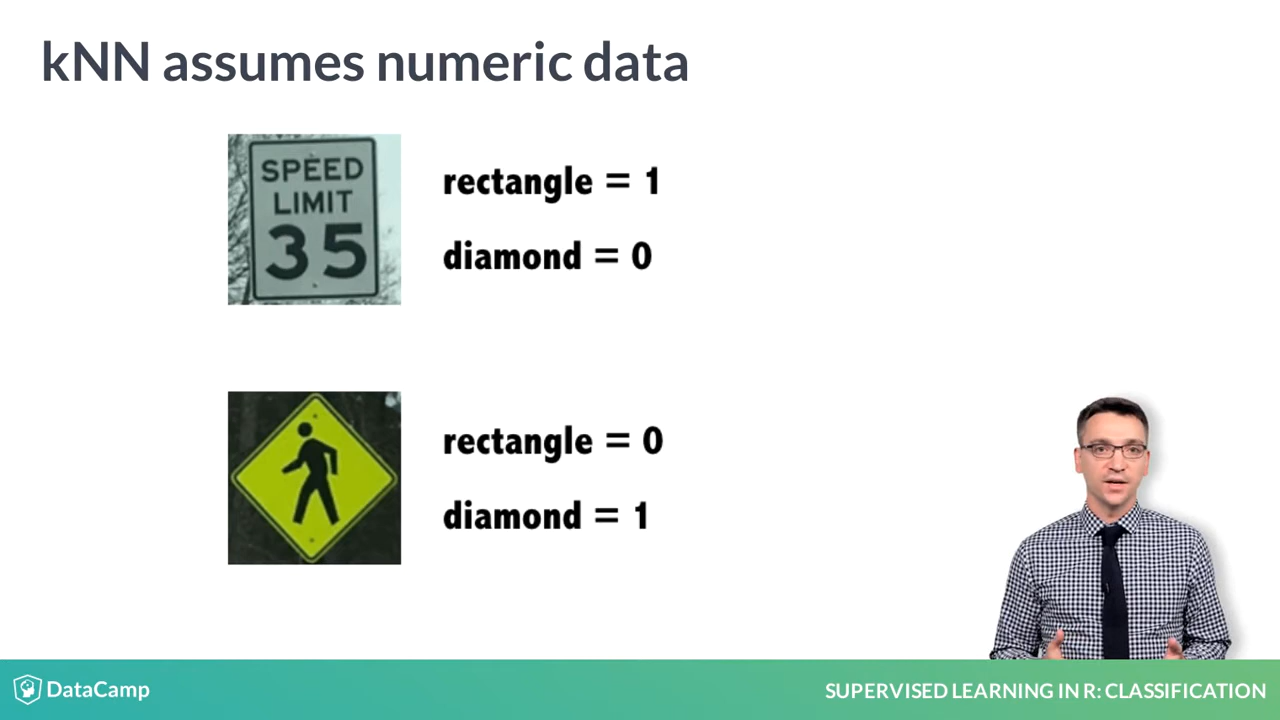 kNN assumes numeric data
SPEED
LIMIT
35
rectangle = 1
diamond = 0
rectangle = 0
diamond = 1
DataCamp
SUPERVISED LEARNING IN R: CLASSIFICATION